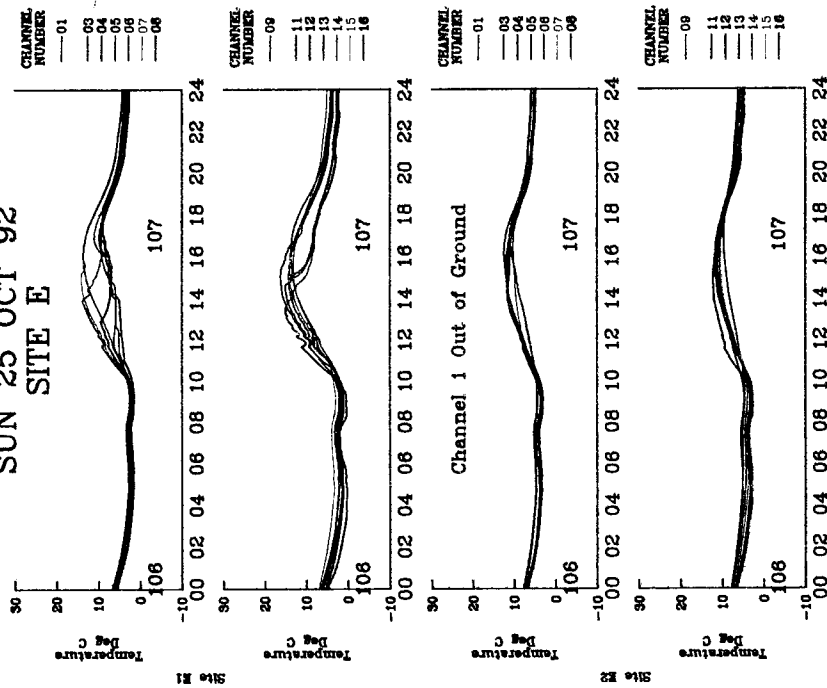 SUN 25 OCT 92
SITE E
CHANNEL
NUMBER
01
03
04
05
06
07
08
30
20
10
0
-10
Temperature
Deg C
106
107
00 02 04 06 08 10 12 14 16 18 20 22 24
Site E1
CHANNEL
NUMBER
09
11
12
13
14
15
16
30
20
10
0
-10
Temperature
Deg C
106
107
00 02 04 06 08 10 12 14 16 18 20 22 24
CHANNEL
NUMBER
01
03
04
05
06
07
08
Channel 1 Out of Ground
30
20
10
0
-10
Temperature
Deg C
106
107
00 02 04 06 08 10 12 14 16 18 20 22 24
Site E2
CHANNEL
NUMBER
09
11
12
13
14
15
16
30
20
10
0
-10
Temperature
Deg C
106
107
00 02 04 06 08 10 12 14 16 18 20 22 24